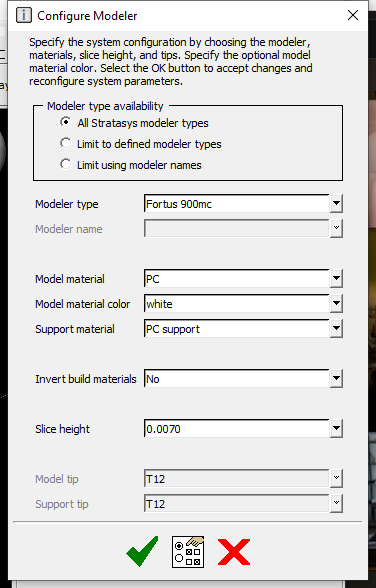 Configure Modeler
Specify the system configuration by choosing the modeler,
materials, slice height, and tips. Specify the optional model
material color. Select the OK button to accept changes and
reconfigure system parameters.
Modeler type availability
All Stratasys modeler types
Limit to defined modeler types
Limit using modeler names
Modeler type Fortus 900mc
Modeler name
Model material PC
Model material color white
Support material PC support
Invert build materials No
Slice height 0.0070
Model tip T12
Support tip T12